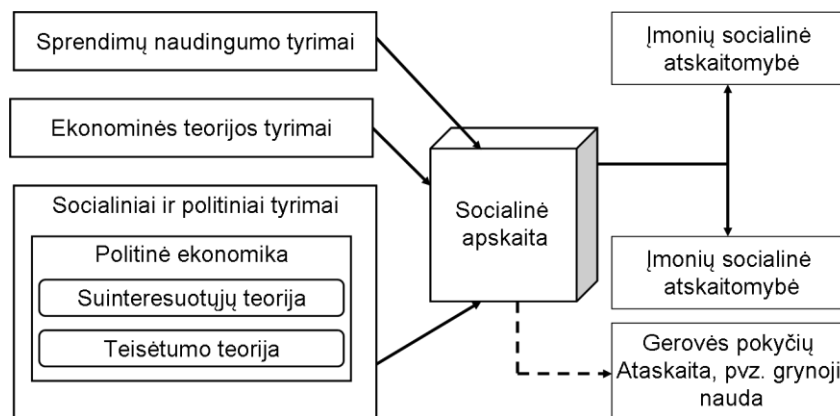 Sprendimų naudingumo tyrimai
Ekonominės teorijos tyrimai
Socialiniai ir politiniai tyrimai
Politinė ekonomika
Suinteresuotųjų teorija
Teisėtumo teorija
Socialinė
apskaita
Įmonių socialinė
atskaitomybė
Įmonių socialinė
atskaitomybė
Gerovės pokyčių
Ataskaita, pvz. grynoji
nauda